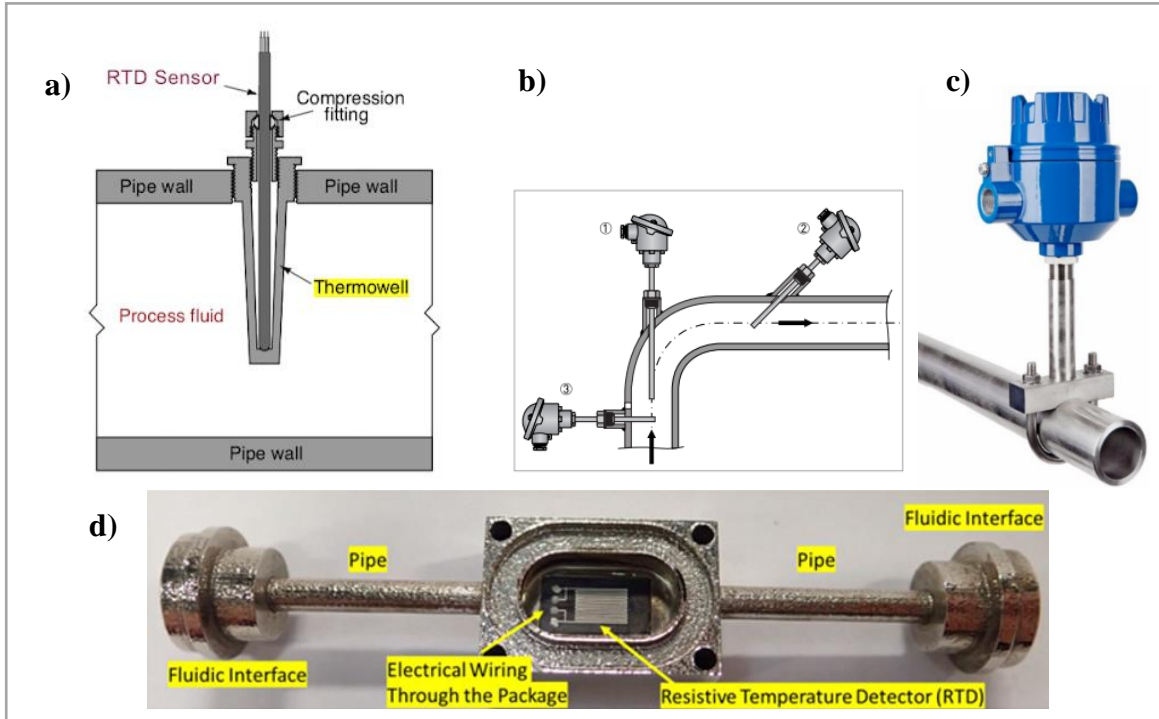 a)
RTD Sensor
Compression
fitting
Pipe wall
Pipe wall
Thermowell
Process fluid
Pipe wall
b)
①
②
③
c)
d)
Pipe
Pipe
Fluidic Interface
Fluidic Interface
Electrical Wiring
Through the Package
Resistive Temperature Detector (RTD)